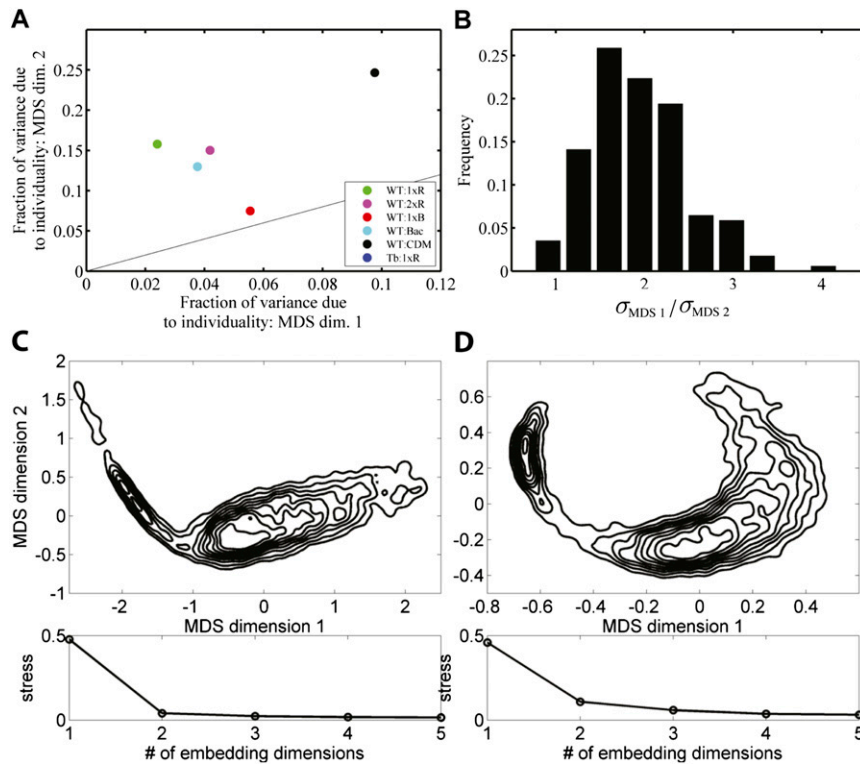 A
Fraction of variance due
to individuality: MDS dim. 2
0.25
0.2
0.15
0.1
0.05
0
0 0.02 0.04 0.06 0.08 0.1 0.12
Fraction of variance due
to individuality: MDS dim. 1
WT:1xR
WT:2xR
WT:1xB
WT:Bac
WT:CDM
Tb:1xR
B
Frequency
0.25
0.2
0.15
0.1
0.05
0
1 2 3 4
σMDS 1/σMDS 2
C
MDS dimension 2
2
1.5
1
0.5
0
-0.5
-1
-2 -1 0 1 2
MDS dimension 1
stress
0.5
0
1 2 3 4 5
# of embedding dimensions
D
0.8
0.6
0.4
0.2
0
-0.2
-0.4
-0.8 -0.6 -0.4 -0.2 0 0.2 0.4
MDS dimension 1
stress
0.5
0
1 2 3 4 5
# of embedding dimensions